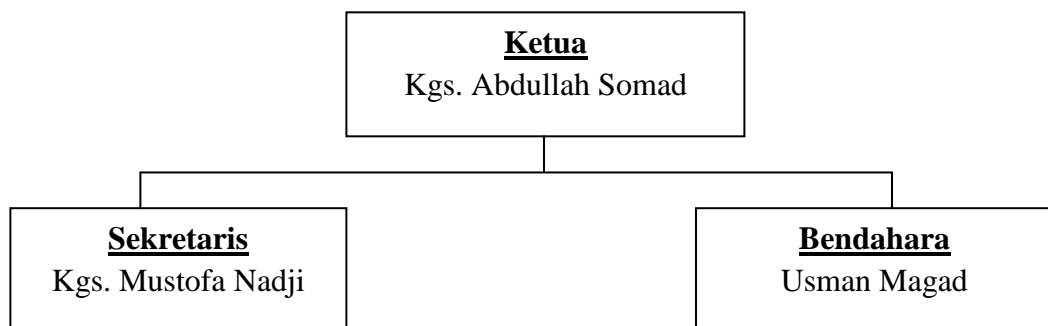 Ketua
Kgs. Abdullah Somad
Sekretaris
Kgs. Mustofa Nadji
Bendahara
Usman Magad